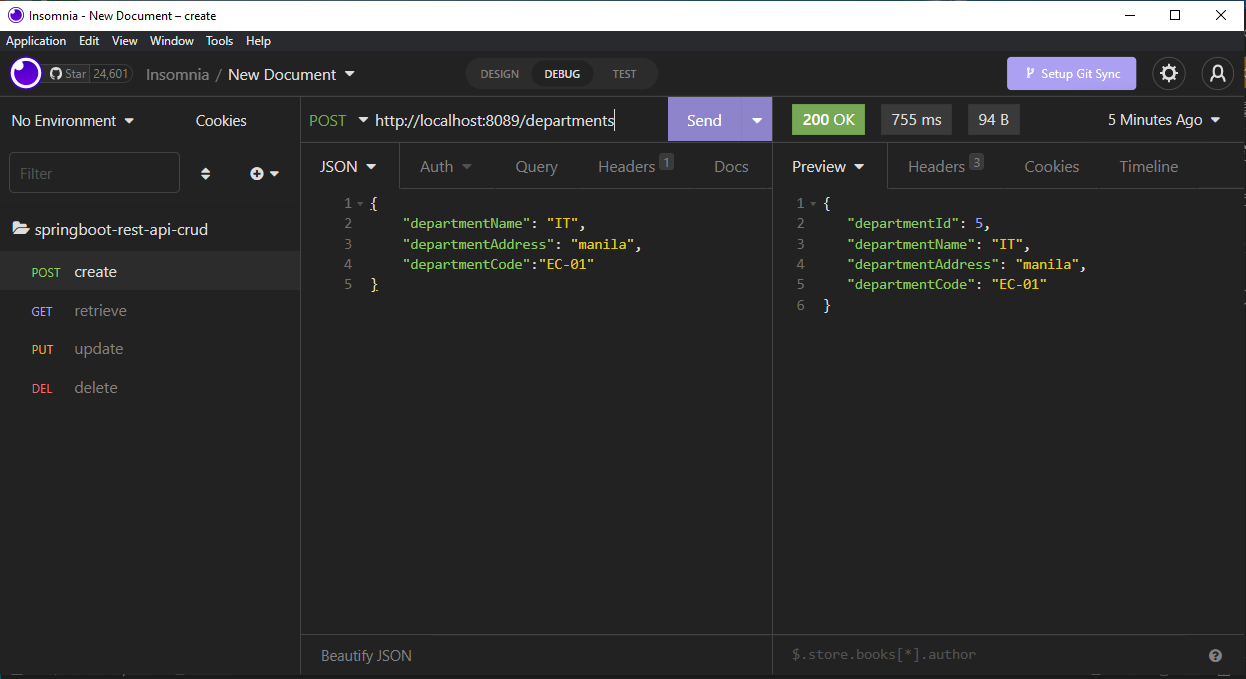 Insomnia - New Document – create
Application Edit View Window Tools Help
Star 24,601 Insomnia / New Document DESIGN DEBUG TEST Setup Git Sync
No Environment Cookies
Filter
springboot-rest-api-crud
POST create
GET retrieve
PUT update
DEL delete
POST http://localhost:8089/departments Send
JSON Auth Query Headers 1 Docs
1 {
2 "departmentName": "IT",
3 "departmentAddress": "manila",
4 "departmentCode":"EC-01"
5 }
Beautify JSON
200 OK 755 ms 94 B 5 Minutes Ago
Preview Headers 3 Cookies Timeline
1 {
2 "departmentId": 5,
3 "departmentName": "IT",
4 "departmentAddress": "manila",
5 "departmentCode": "EC-01"
6 }
$.store.books[*].author